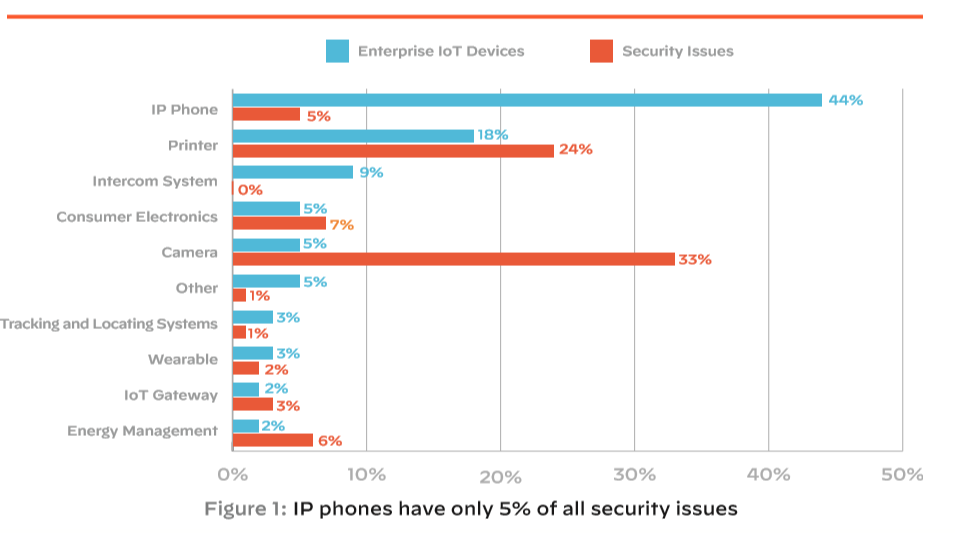 Enterprise IoT Devices
Security Issues
IP Phone
44%
5%
Printer
18%
24%
Intercom System
9%
0%
Consumer Electronics
5%
7%
Camera
5%
33%
Other
5%
1%
Tracking and Locating Systems
3%
1%
Wearable
3%
2%
IoT Gateway
2%
3%
Energy Management
2%
6%
0% 10% 20% 30% 40% 50%
Figure 1: IP phones have only 5% of all security issues